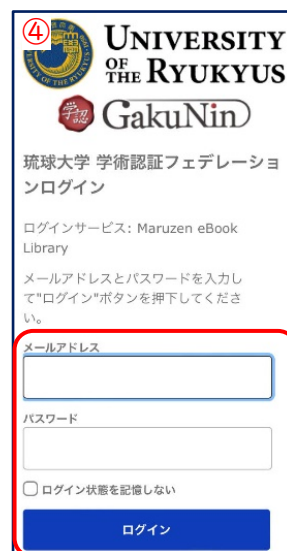 ④
UNIVERSITY
OF THE RYUKYUS
学認 GakuNin
琉球大学 学術認証フェデレーショ
ンログイン
ログインサービス: Maruzen eBook
Library
メールアドレスとパスワードを入力し
て"ログイン"ボタンを押下してくださ
い。
メールアドレス
パスワード
ログイン状態を記憶しない
ログイン